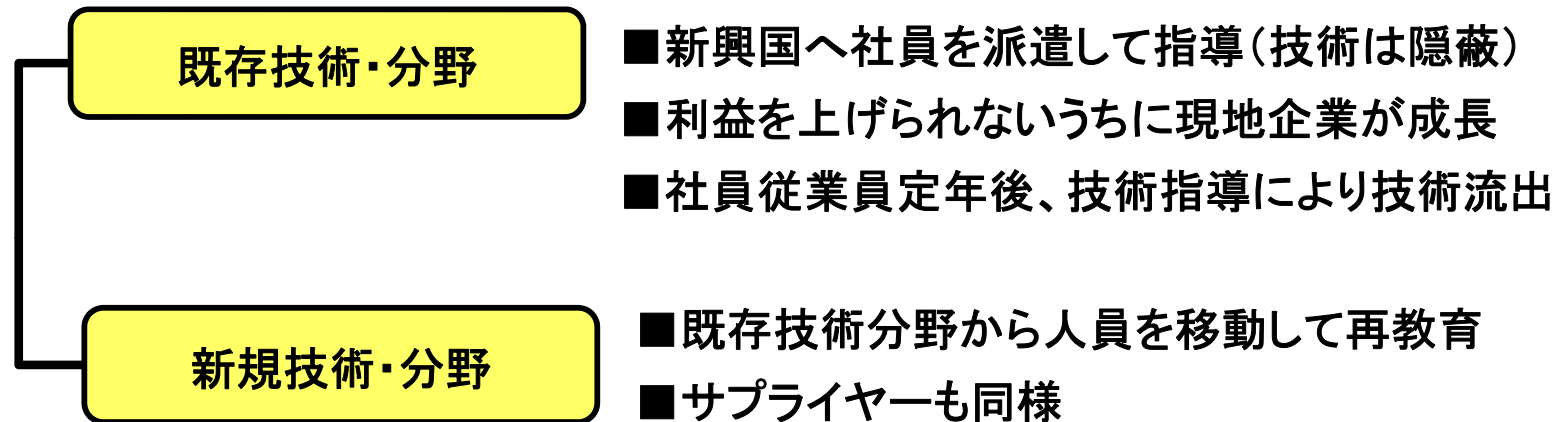 既存技術・分野
■新興国へ社員を派遣して指導（技術は隠蔽）
■利益を上げられないうちに現地企業が成長
■社員従業員定年後、技術指導により技術流出
新規技術・分野
■既存技術分野から人員を移動して再教育
■サプライヤーも同様